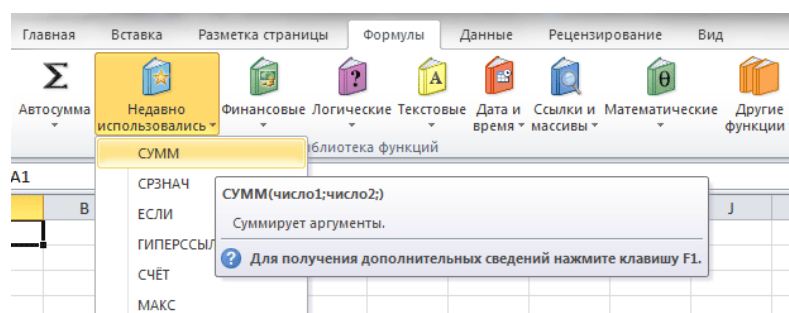 Главная Вставка Разметка страницы Формулы Данные Рецензирование Вид
Σ ? A θ
Автосумма Недавно использовались Финансовые Логические Текстовые Дата и время Ссылки и массивы Математические Другие функции
функций
СУММ
A1
СРЗНАЧ
СУММ(число1;число2;)
B J
ЕСЛИ
Суммирует аргументы.
ГИПЕРССЫЛ
? Для получения дополнительных сведений нажмите клавишу F1.
СЧЁТ
МАКС